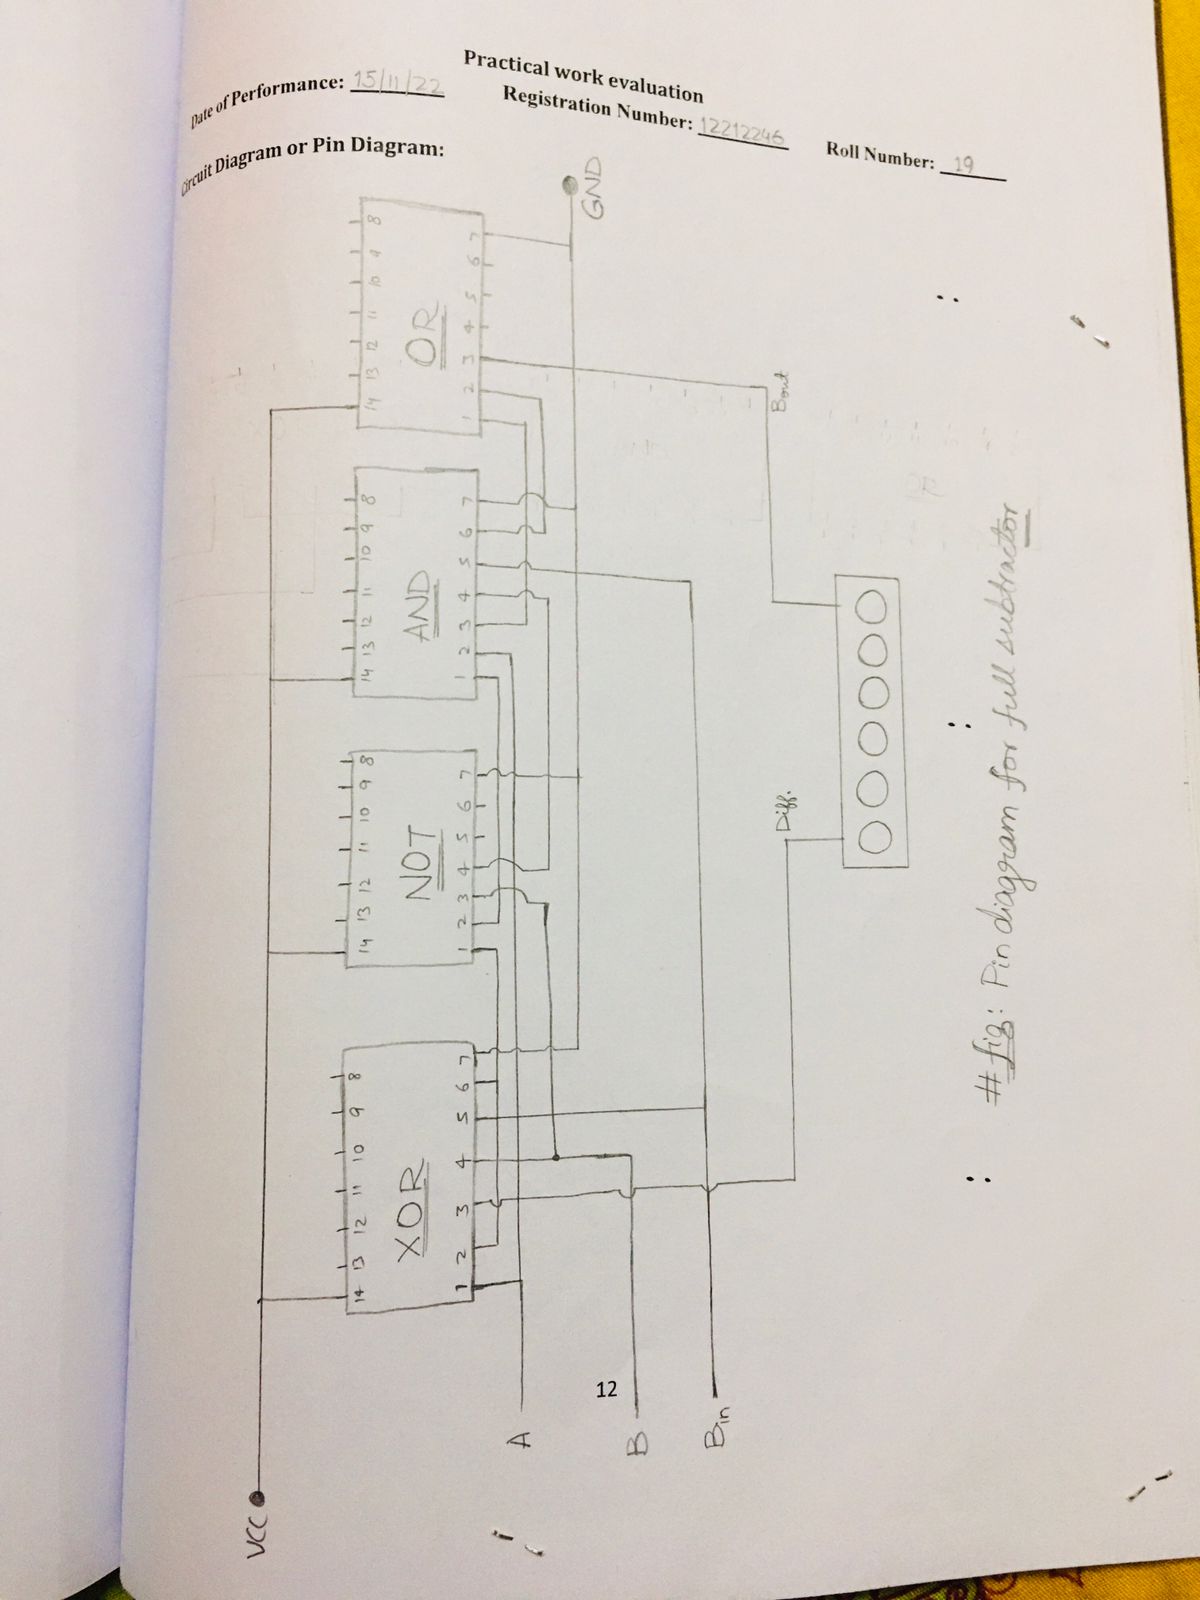 Practical work evaluation
Registration Number: 12212246 Roll Number: 19
Date of Performance: 15/11/22
Circuit Diagram or Pin Diagram:
VCC
14 13 12 11 10 9 8
XOR
1 2 3 4 5 6 7
14 13 12 11 10 9 8
NOT
1 2 3 4 5 6 7
14 13 12 11 10 9 8
AND
1 2 3 4 5 6 7
14 13 12 11 10 9 8
OR
1 2 3 4 5 6 7
A
GND
12
B
Bin
Diff.
Bout
#fig: Pin diagram for full subtractor